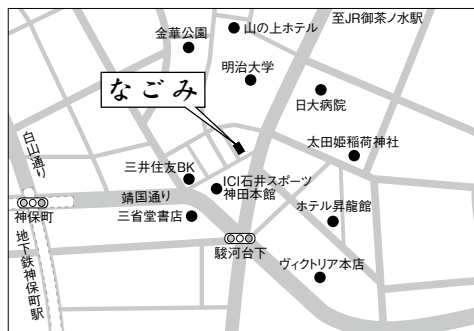 至JR御茶ノ水駅
山の上ホテル
金華公園
明治大学
日大病院
なごみ
太田姫稲荷神社
白山通り
三井住友BK
ICI石井スポーツ
神田本館
靖国通り
三省堂書店
神保町
ホテル昇龍館
駿河台下
地下鉄神保町駅
ヴィクトリア本店